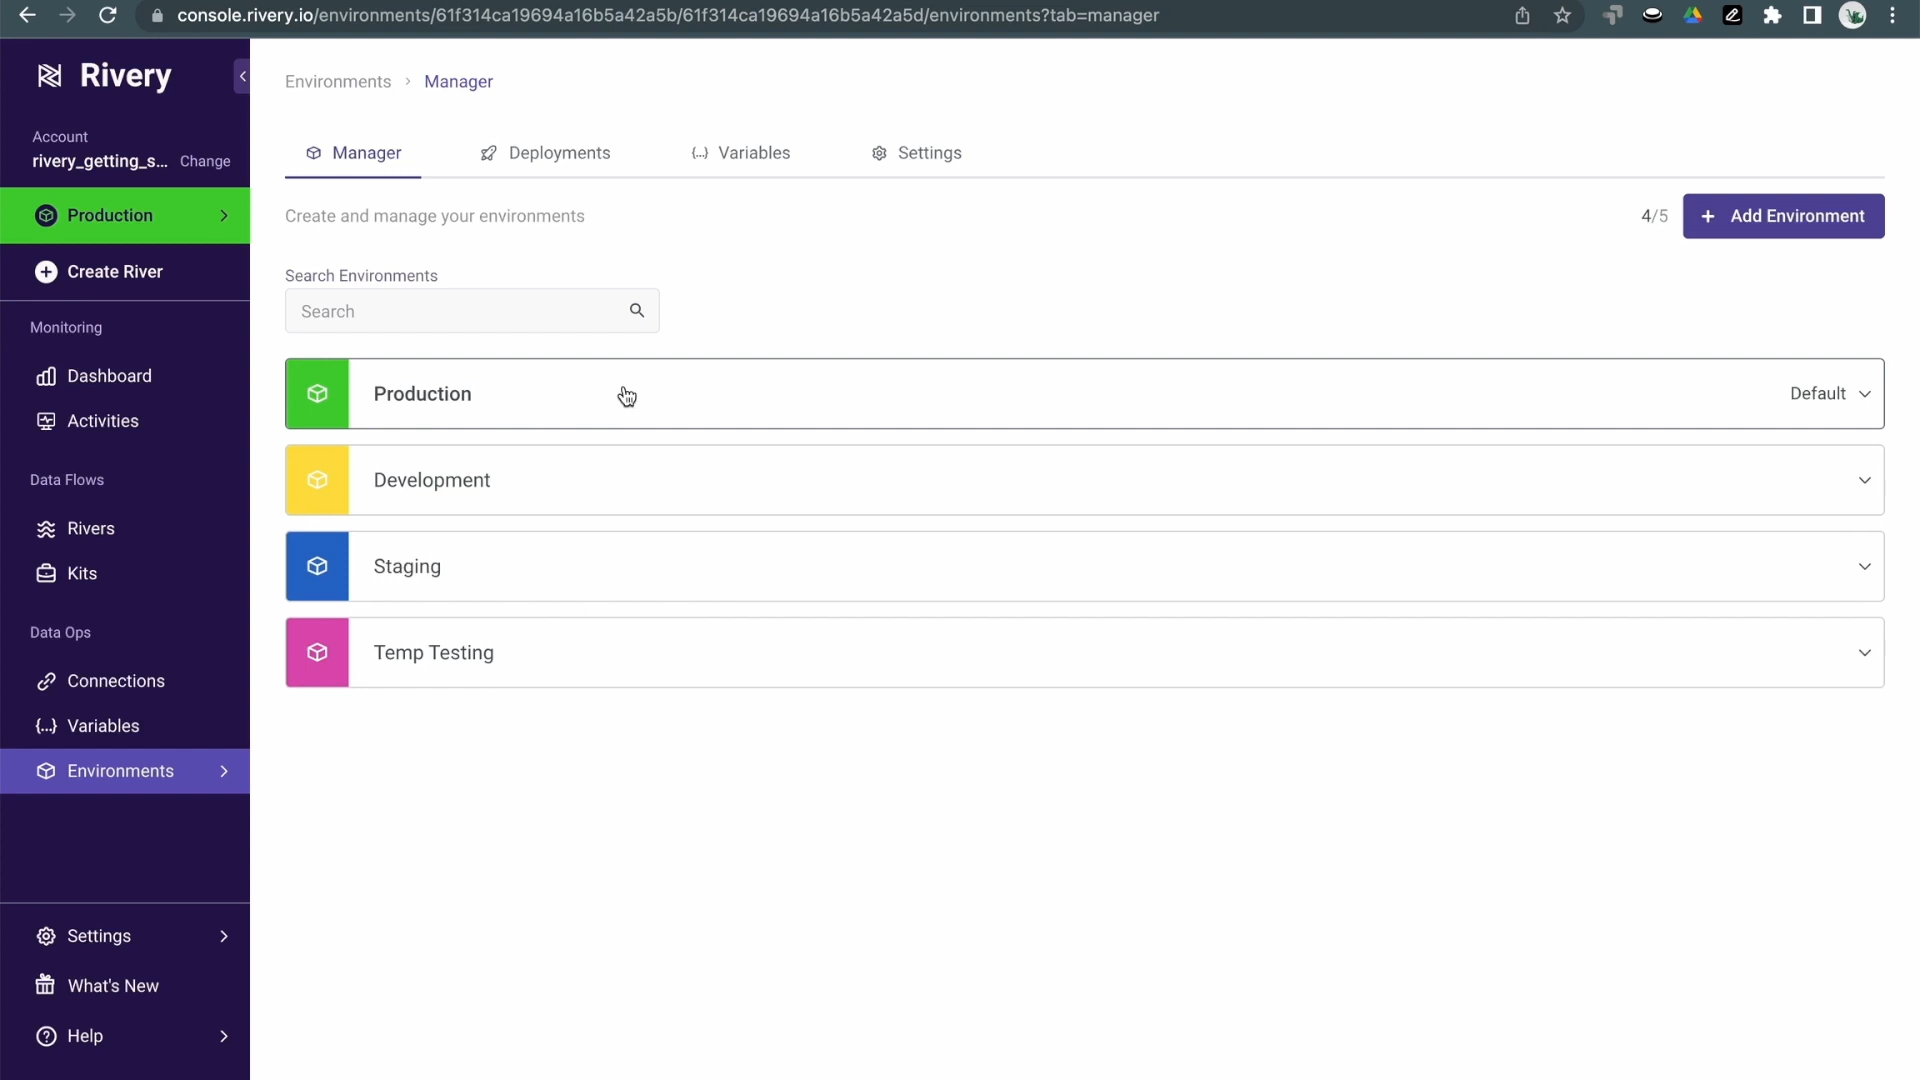 console.rivery.io/environments/61f314ca19694a16b5a42a5b/61f314ca19694a16b5a42a5d/environments?tab=manager
Rivery
Account
rivery_getting_s... Change
Production
Create River
Monitoring
Dashboard
Activities
Data Flows
Rivers
Kits
Data Ops
Connections
{...} Variables
Environments
Settings
What's New
Help
Environments > Manager
Manager
Deployments
{...} Variables
Settings
Create and manage your environments
4/5
+ Add Environment
Search Environments
Search
Production
Default
Development
Staging
Temp Testing